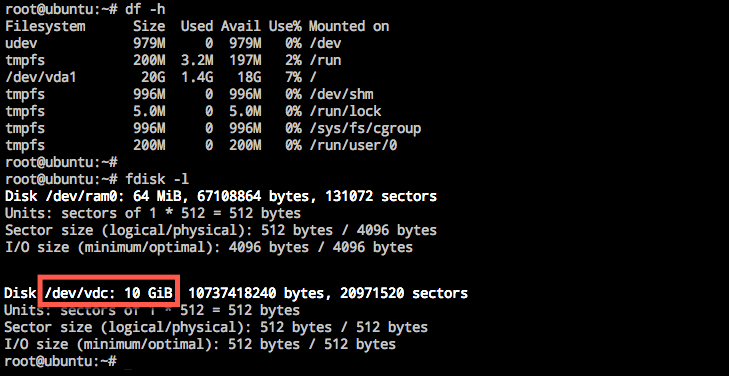 root@ubuntu:~# df -h
Filesystem      Size  Used Avail Use% Mounted on
udev            979M     0  979M   0% /dev
tmpfs           200M  3.2M  197M   2% /run
/dev/vda1        20G  1.4G   18G   7% /
tmpfs           996M     0  996M   0% /dev/shm
tmpfs           5.0M     0  5.0M   0% /run/lock
tmpfs           996M     0  996M   0% /sys/fs/cgroup
tmpfs           200M     0  200M   0% /run/user/0
root@ubuntu:~#
root@ubuntu:~# fdisk -l
Disk /dev/ram0: 64 MiB, 67108864 bytes, 131072 sectors
Units: sectors of 1 * 512 = 512 bytes
Sector size (logical/physical): 512 bytes / 4096 bytes
I/O size (minimum/optimal): 4096 bytes / 4096 bytes
Disk /dev/vdc: 10 GiB 10737418240 bytes, 20971520 sectors
Units: sectors of 1 * 512 = 512 bytes
Sector size (logical/physical): 512 bytes / 512 bytes
I/O size (minimum/optimal): 512 bytes / 512 bytes
root@ubuntu:~# _